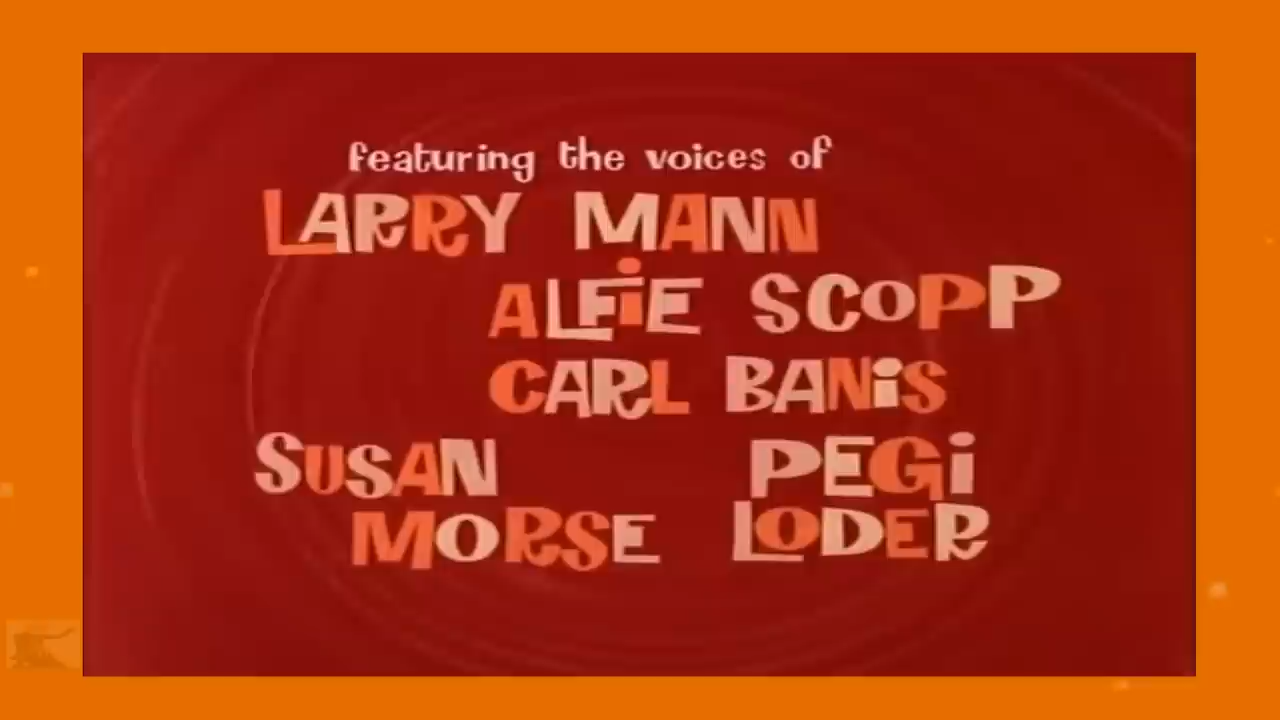 featuring the voices of
LARRY MANN
ALFiE SCOPP
CARL BANiS
SUSAN PEGi
MORSE LODER